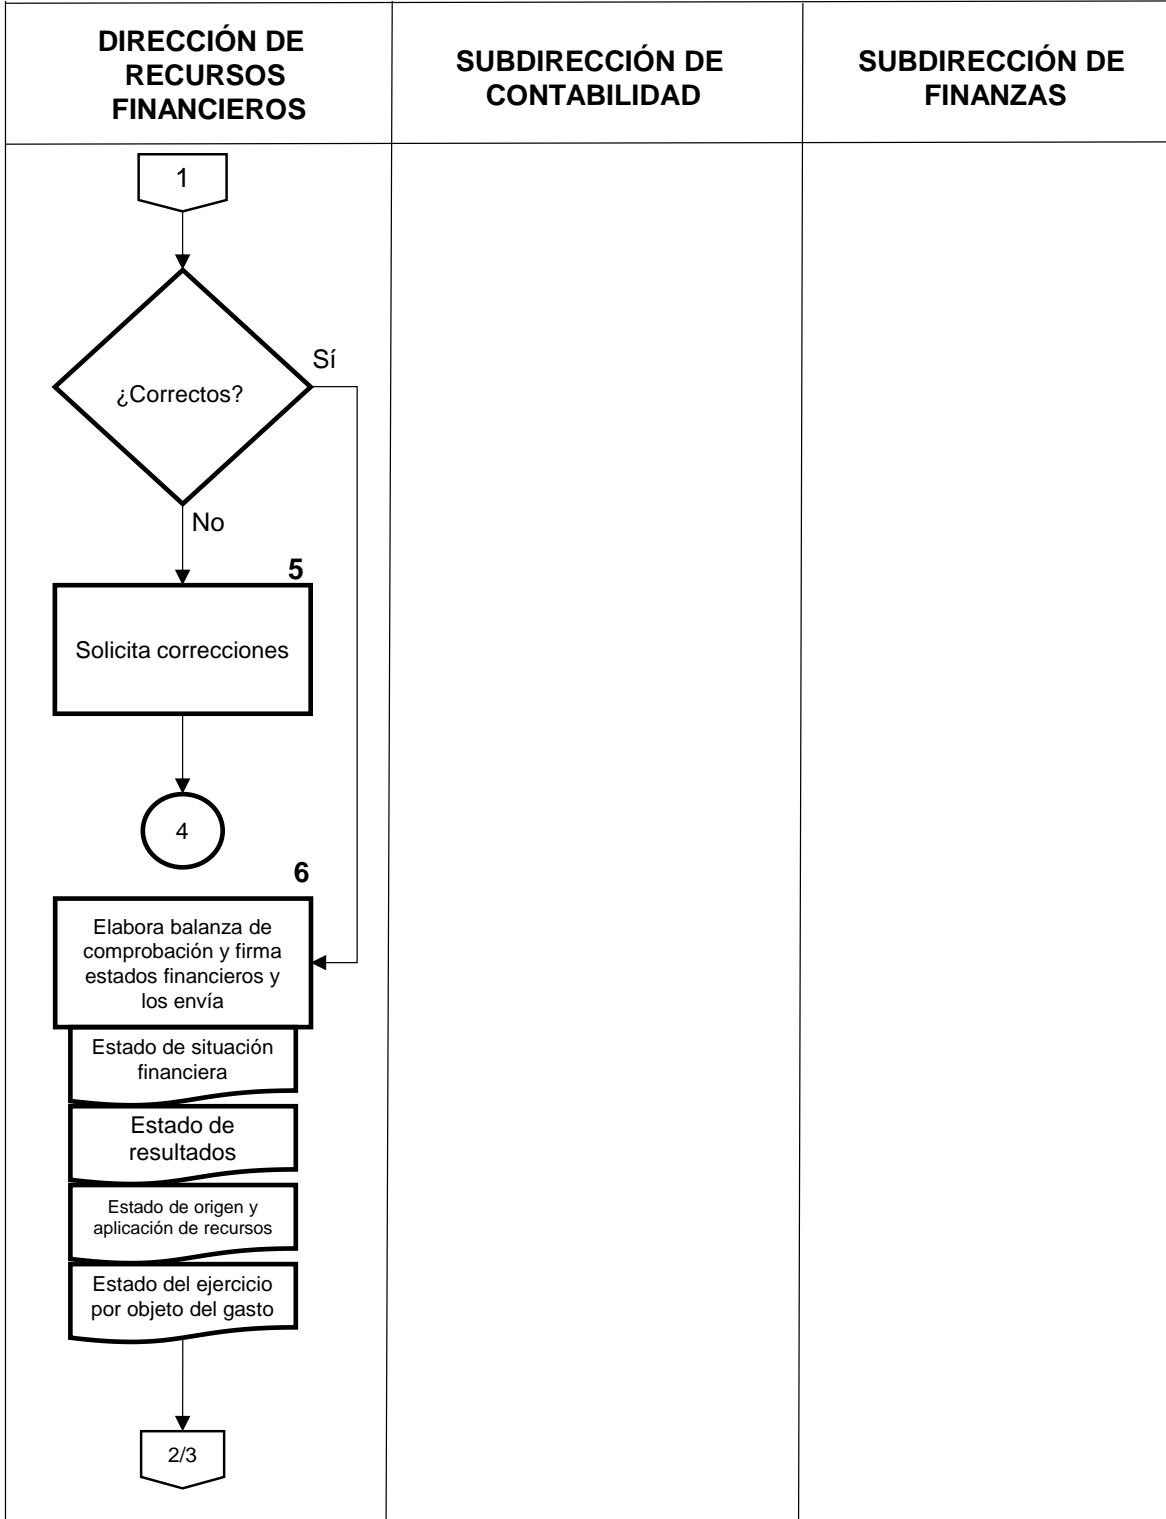 DIRECCIÓN DE
RECURSOS
FINANCIEROS
SUBDIRECCIÓN DE
CONTABILIDAD
SUBDIRECCIÓN DE
FINANZAS
1
¿Correctos?
Sí
No
5
Solicita correcciones
4
6
Elabora balanza de
comprobación y firma
estados financieros y
los envía
Estado de situación
financiera
Estado de
resultados
Estado de origen y
aplicación de recursos
Estado del ejercicio
por objeto del gasto
2/3